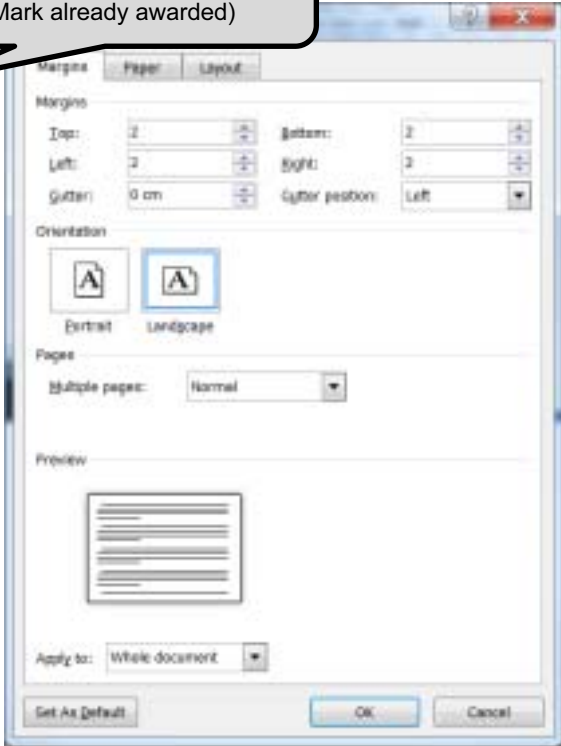 Mark already awarded)
Margins Paper Layout
Margins
Top: 2 Bottom: 2
Left: 2 Right: 2
Gutter: 0 cm Gutter position: Left
Orientation
A A
Portrait Landscape
Pages
Multiple pages: Normal
Preview
Apply to: Whole document
Set As Default OK Cancel